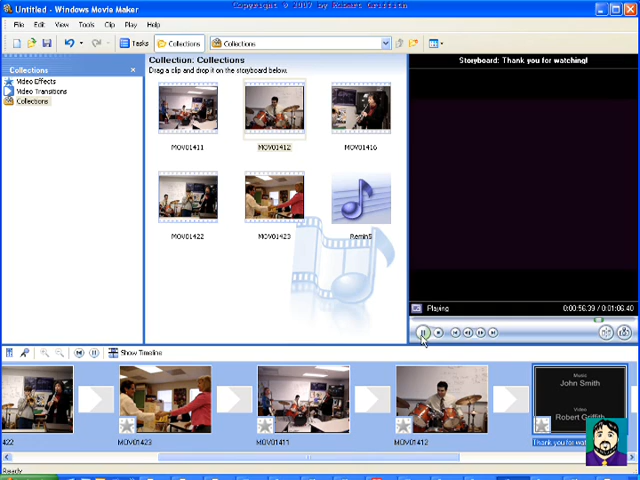 Untitled - Windows Movie Maker
Copyright © 2007 by Robert Griffith
File Edit View Tools Clip Play Help
Tasks Collections Collections
Collections
Video Effects
Video Transitions
Collections
Collection: Collections
Drag a clip and drop it on the storyboard below.
MOV01411 MOV01412 MOV01416
MOV01422 MOV01423
Storyboard: Thank you for watching!
Playing 0:00:56.39 / 0:01:06.40
Show Timeline
Music
John Smith
Video
Robert Griffith
422 MOV01423 MOV01411 MOV01412 Thank you for wat
Ready